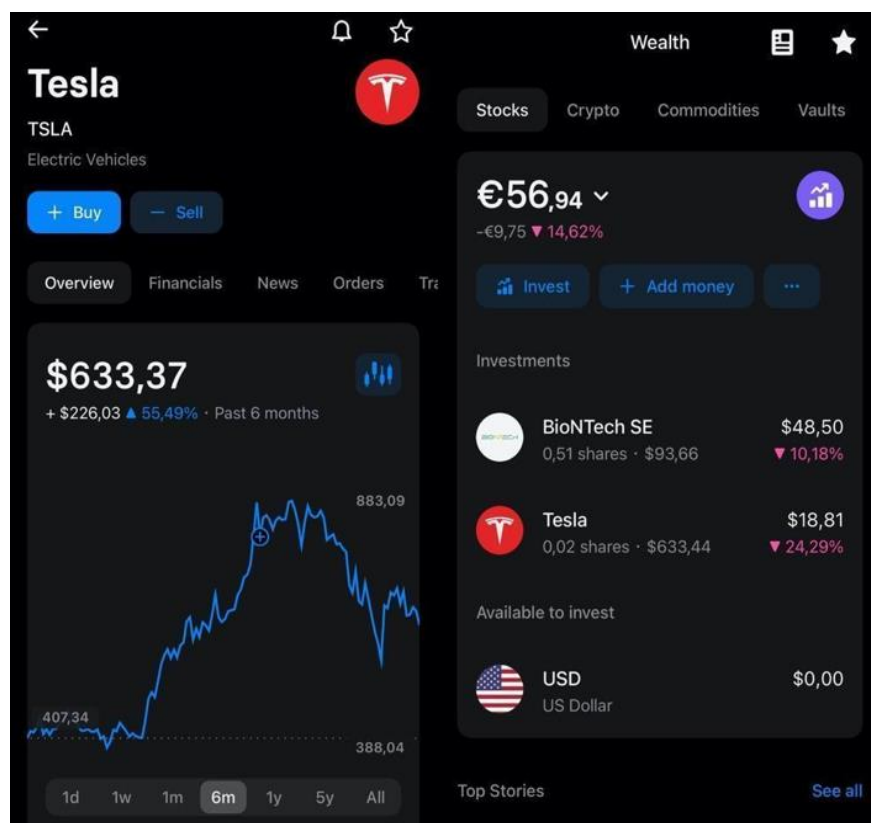 Tesla
TSLA
Electric Vehicles
+ Buy
— Sell
Overview Financials News Orders Tra
$633,37
+ $226,03 ▲ 55,49% · Past 6 months
883,09
407,34
388,04
1d 1w 1m 6m 1y 5y All
Wealth
Stocks Crypto Commodities Vaults
€56,94
-€9,75 ▼ 14,62%
Invest + Add money ...
Investments
BIONTECH
BioNTech SE $48,50
0,51 shares · $93,66 ▼ 10,18%
Tesla $18,81
0,02 shares · $633,44 ▼ 24,29%
Available to invest
USD $0,00
US Dollar
Top Stories See all